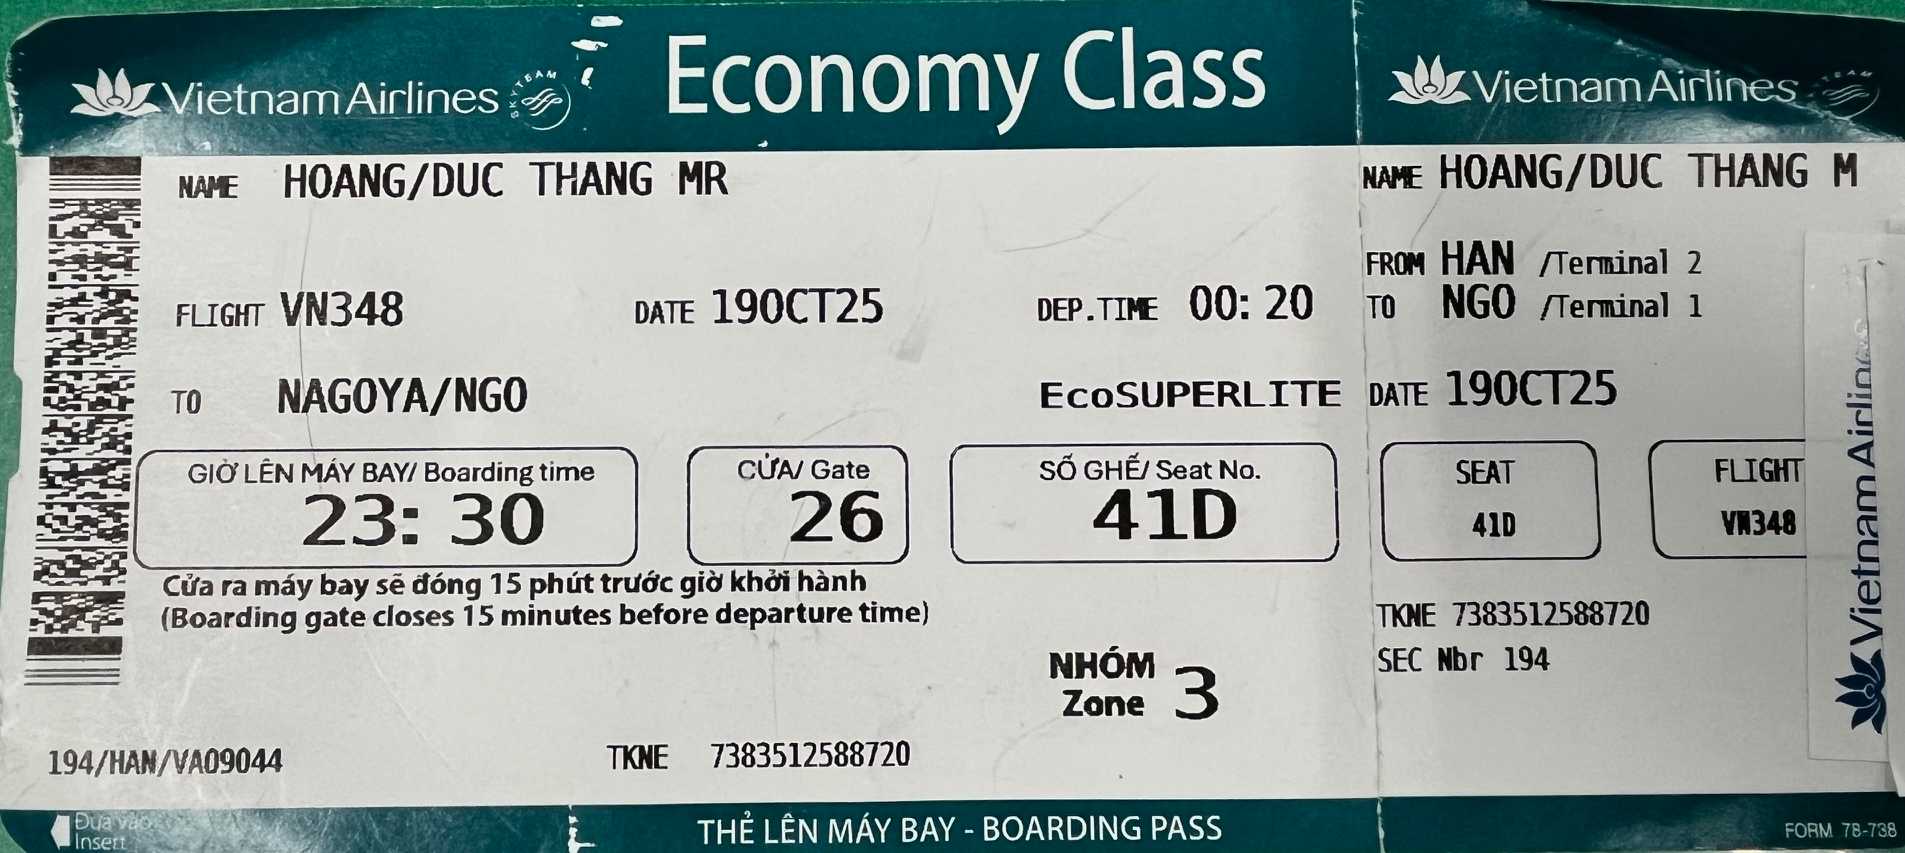 VietnamAirlines SKYTEAM Economy Class VietnamAirlines
NAME HOANG/DUC THANG MR
NAME HOANG/DUC THANG M
FROM HAN /Terminal 2
FLIGHT VN348 DATE 19OCT25 DEP.TIME 00:20
TO NGO /Terminal 1
TO NAGOYA/NGO EcoSUPERLITE
DATE 19OCT25
GIỜ LÊN MÁY BAY/ Boarding time
23:30
CỬA/ Gate
26
SỐ GHẾ/ Seat No.
41D
SEAT
41D
FLIGHT
VN348
Cửa ra máy bay sẽ đóng 15 phút trước giờ khởi hành
(Boarding gate closes 15 minutes before departure time)
TKNE 7383512588720
SEC Nbr 194
NHÓM
Zone 3
194/HAN/VA09044 TKNE 7383512588720
Đưa vào
Insert
THẺ LÊN MÁY BAY - BOARDING PASS
FORM 78-738
Vietnam Airlines